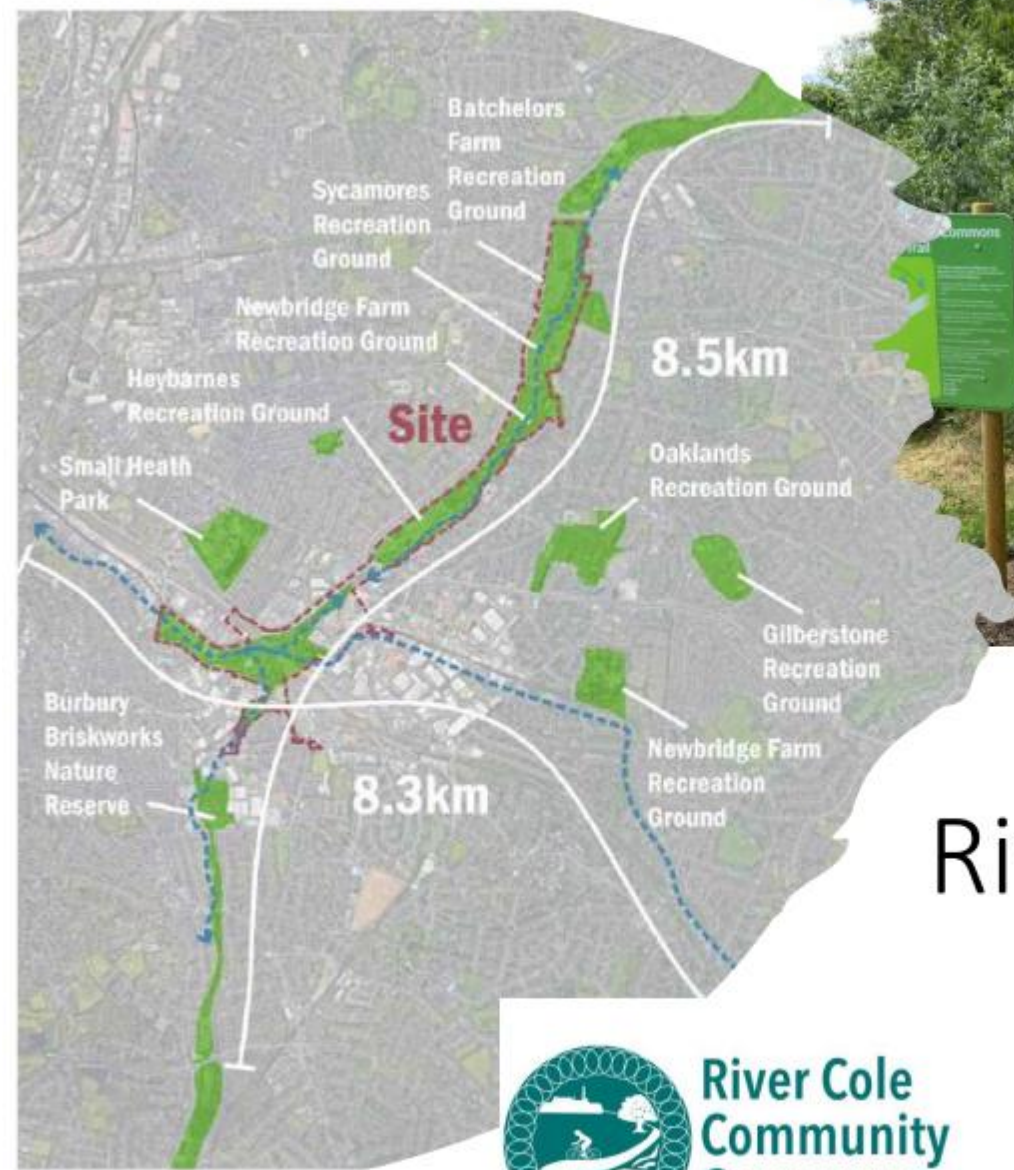 Batchelors
Farm
Recreation
Ground
Sycamores
Recreation
Ground
Newbridge Farm
Recreation Ground
Heybarnes
Recreation Ground
Site
8.5km
Small Heath
Park
Oaklands
Recreation Ground
Gilberstone
Recreation
Ground
Burbury
Briskworks
Nature
Reserve
Newbridge Farm
Recreation
Ground
8.3km
Commons
Ri
River Cole
Community